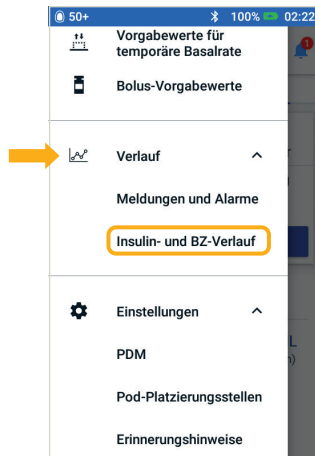 50+ 100% 02:22
Vorgabewerte für
temporäre Basalrate
Bolus-Vorgabewerte
Verlauf
Meldungen und Alarme
Insulin- und BZ-Verlauf
Einstellungen
PDM
Pod-Platzierungsstellen
Erinnerungshinweise